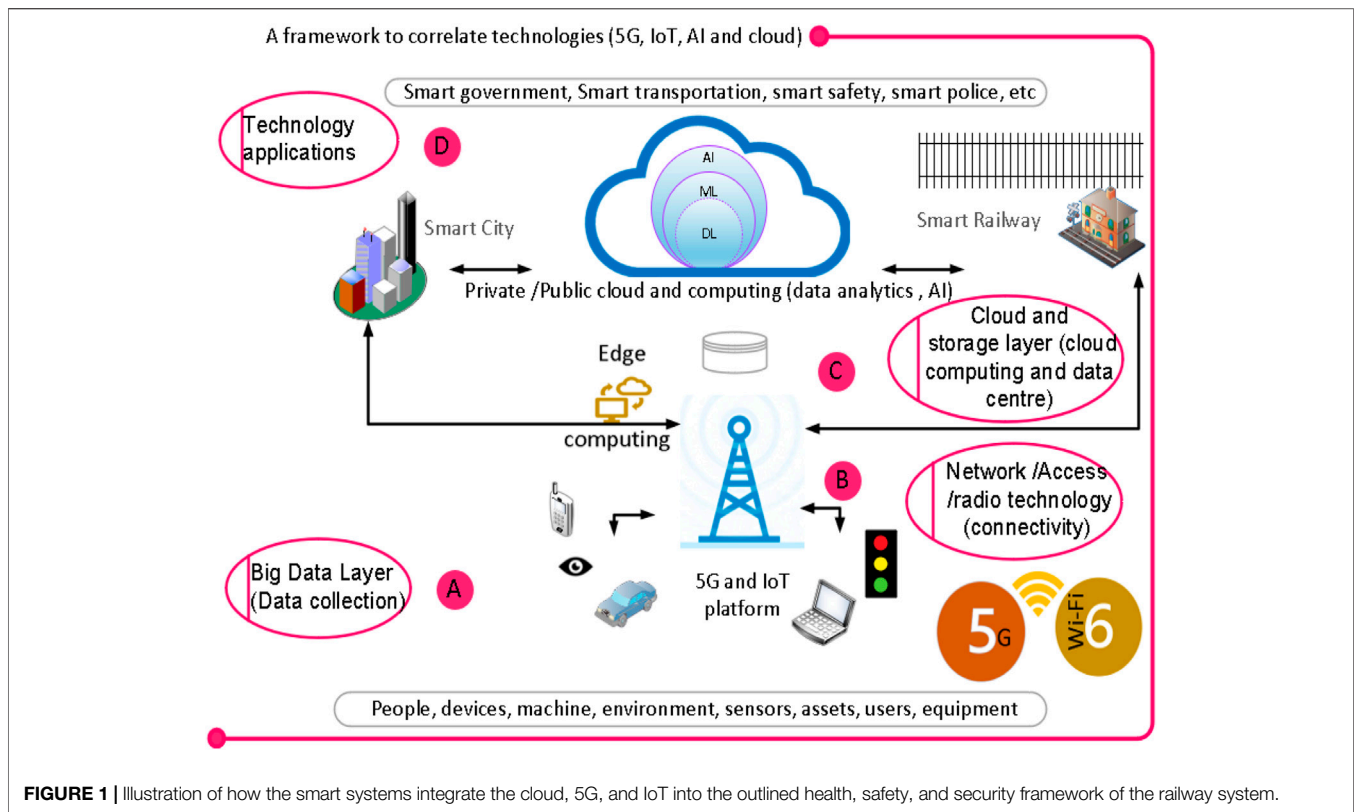 A framework to correlate technologies (5G, IoT, AI and cloud)
Smart government, Smart transportation, smart safety, smart police, etc
Technology
applications
D
AI
ML
DL
Smart City
Smart Railway
Private /Public cloud and computing (data analytics , AI)
Cloud and
storage layer (cloud
computing and data
centre)
C
Edge
computing
B
Network /Access
/radio technology
(connectivity)
Big Data Layer
(Data collection)
A
5G and IoT
platform
5G
Wi-Fi 6
People, devices, machine, environment, sensors, assets, users, equipment
FIGURE 1 | Illustration of how the smart systems integrate the cloud, 5G, and IoT into the outlined health, safety, and security framework of the railway system.